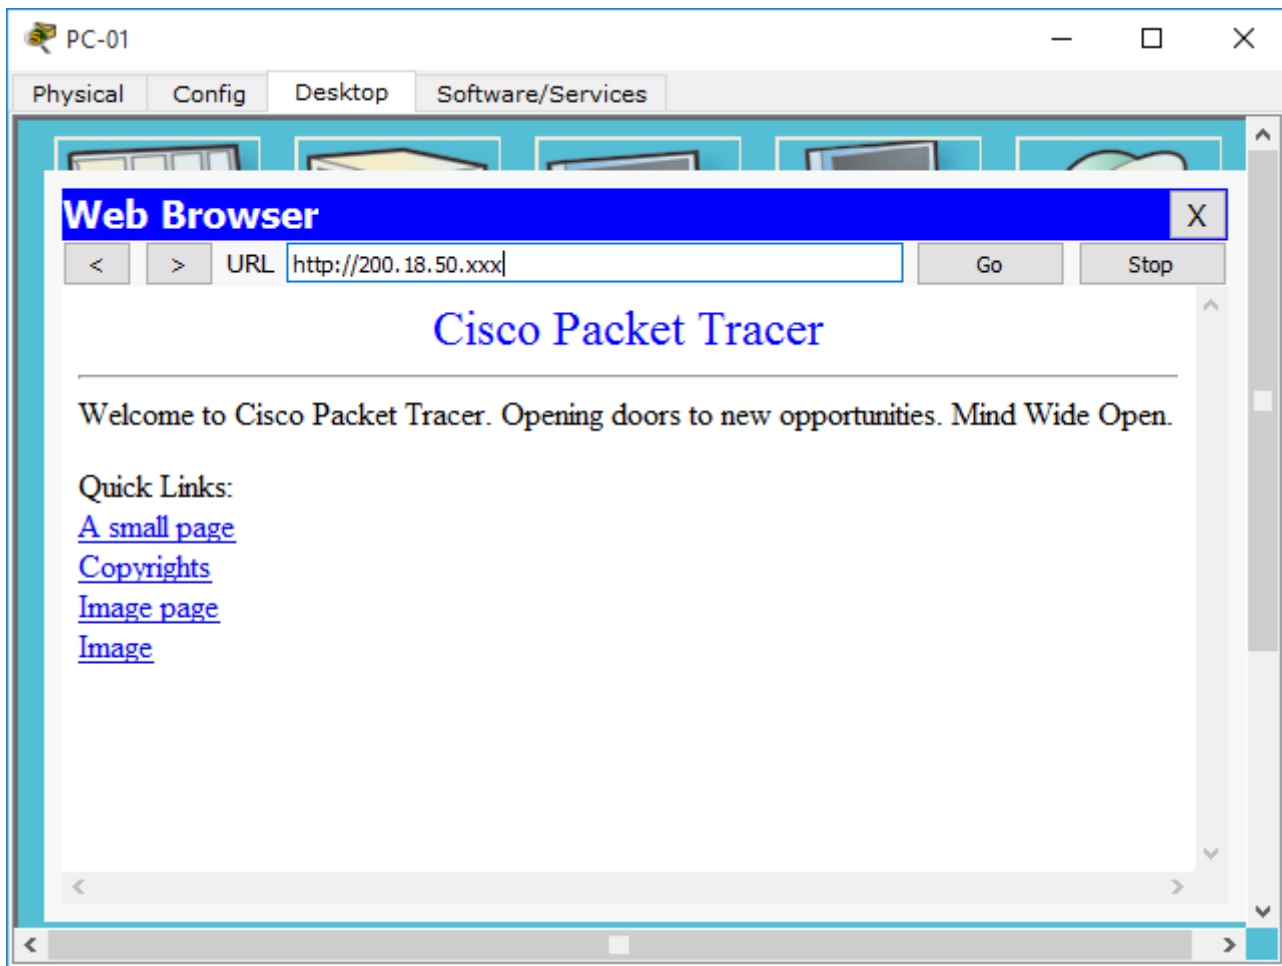 PC-01
Physical Config Desktop Software/Services
Web Browser X
< > URL http://200.18.50.xxx Go Stop
Cisco Packet Tracer
Welcome to Cisco Packet Tracer. Opening doors to new opportunities. Mind Wide Open.
Quick Links:
A small page
Copyrights
Image page
Image